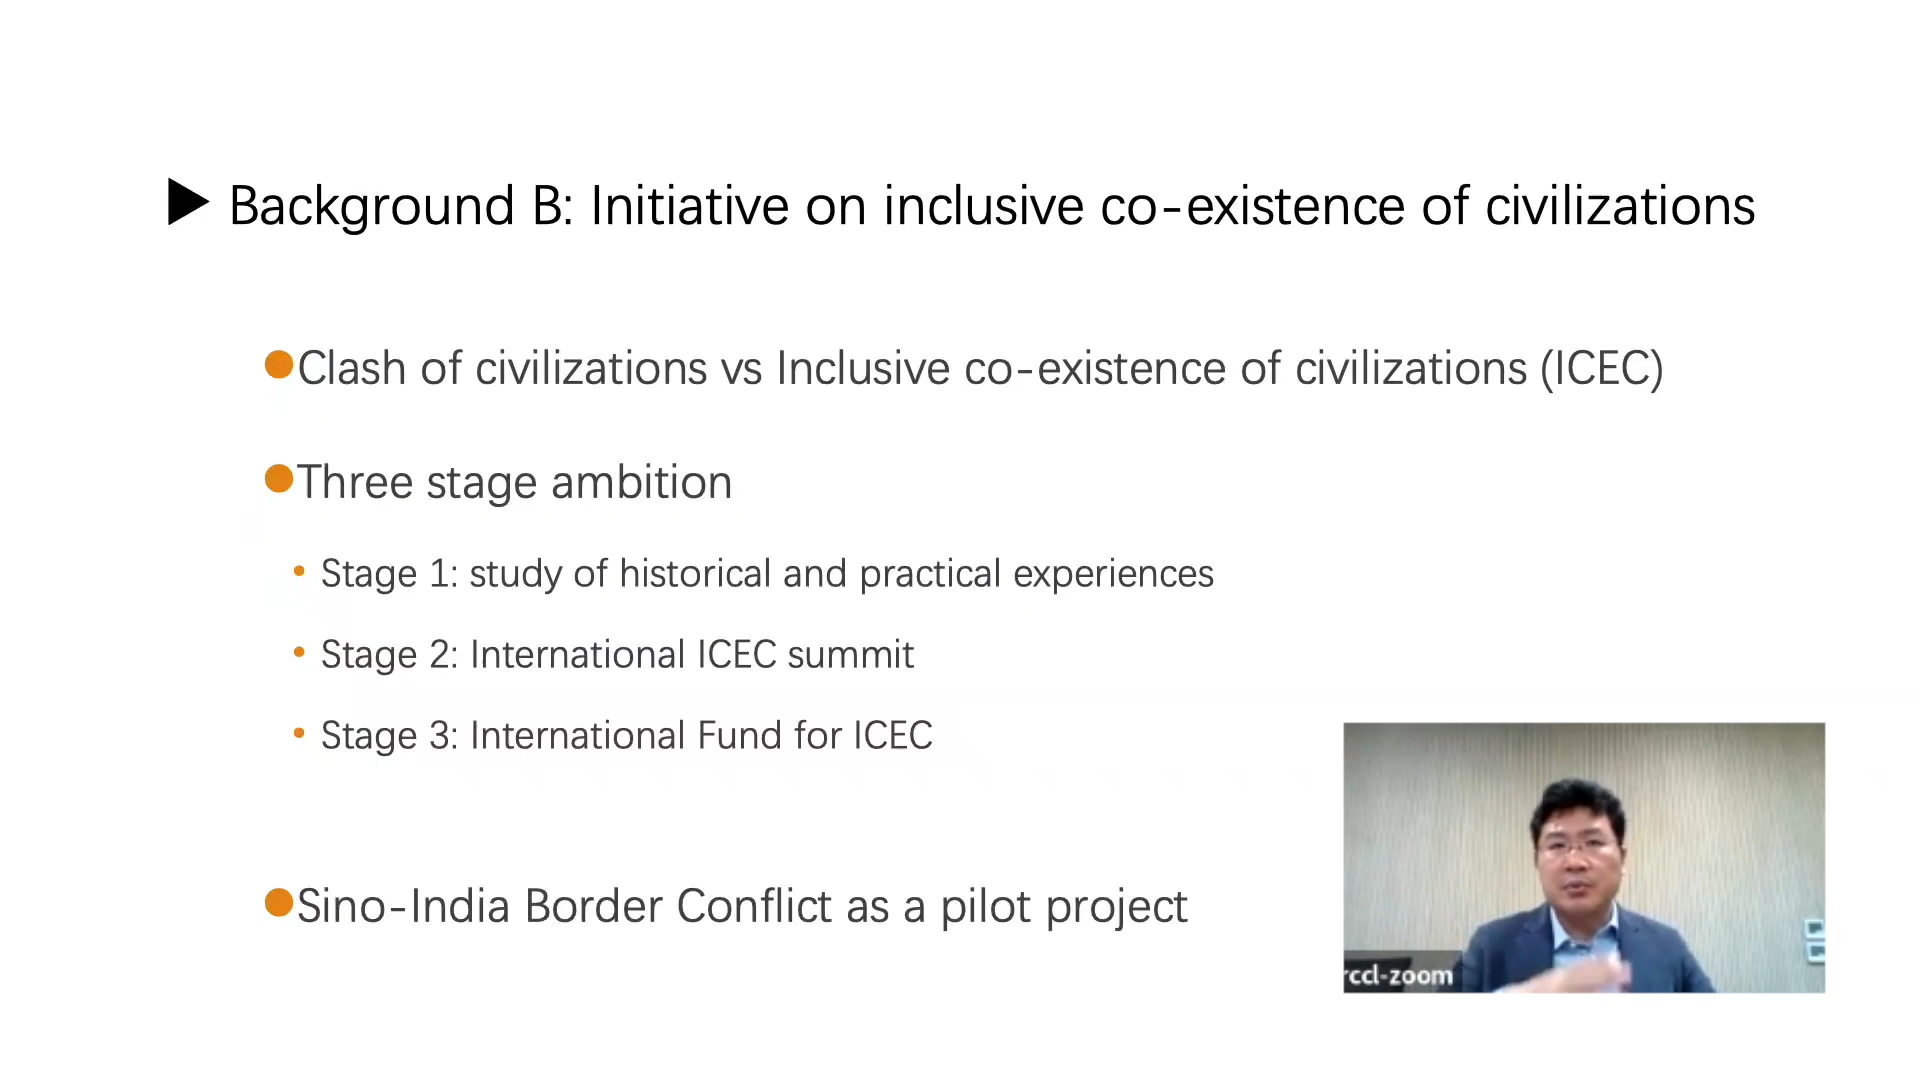 Background B: Initiative on inclusive co-existence of civilizations
Clash of civilizations vs Inclusive co-existence of civilizations (ICEC)
Three stage ambition
Stage 1: study of historical and practical experiences
Stage 2: International ICEC summit
Stage 3: International Fund for ICEC
Sino-India Border Conflict as a pilot project
rccl-zoom